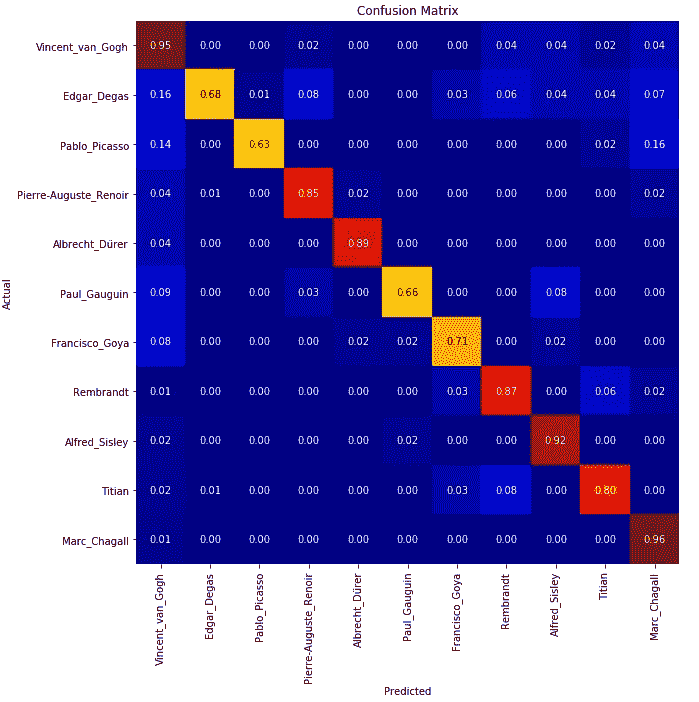 Confusion Matrix
Vincent_van_Gogh 0.95 0.00 0.00 0.02 0.00 0.00 0.00 0.04 0.04 0.02 0.04
Edgar_Degas 0.16 0.68 0.01 0.08 0.00 0.00 0.03 0.06 0.04 0.04 0.07
Pablo_Picasso 0.14 0.00 0.63 0.00 0.00 0.00 0.00 0.00 0.00 0.02 0.16
Pierre-Auguste_Renoir 0.04 0.01 0.00 0.85 0.02 0.00 0.00 0.00 0.00 0.00 0.02
Albrecht_Dürer 0.04 0.00 0.00 0.00 0.89 0.00 0.00 0.00 0.00 0.00 0.00
Paul_Gauguin 0.09 0.00 0.00 0.03 0.00 0.66 0.00 0.00 0.08 0.00 0.00
Francisco_Goya 0.08 0.00 0.00 0.00 0.02 0.02 0.71 0.00 0.02 0.00 0.00
Rembrandt 0.01 0.00 0.00 0.00 0.00 0.00 0.03 0.87 0.00 0.06 0.02
Alfred_Sisley 0.02 0.00 0.00 0.00 0.00 0.02 0.00 0.00 0.92 0.00 0.00
Titian 0.02 0.01 0.00 0.00 0.00 0.00 0.03 0.08 0.00 0.80 0.00
Marc_Chagall 0.01 0.00 0.00 0.00 0.00 0.00 0.00 0.00 0.00 0.00 0.96
Actual
Vincent_van_Gogh
Edgar_Degas
Pablo_Picasso
Pierre-Auguste_Renoir
Albrecht_Dürer
Paul_Gauguin
Francisco_Goya
Rembrandt
Alfred_Sisley
Titian
Marc_Chagall
Predicted